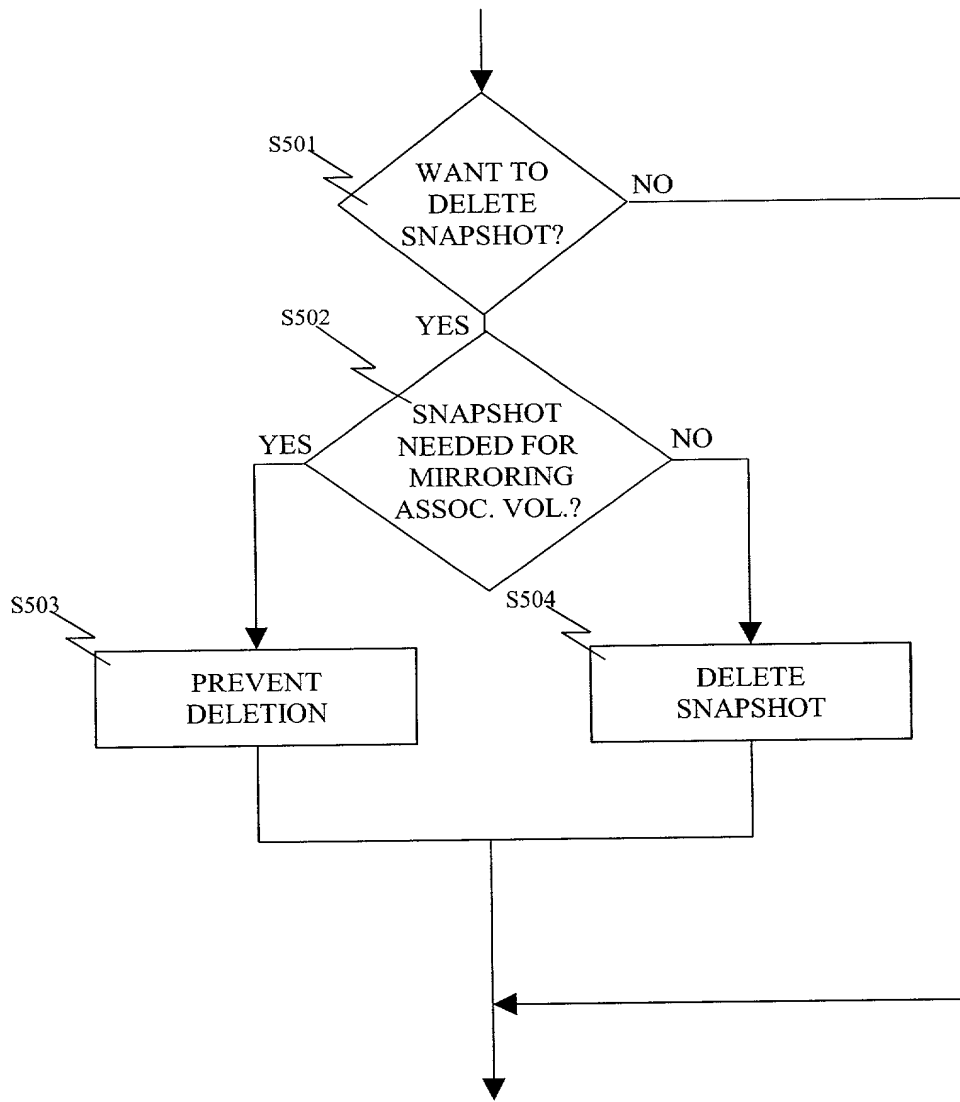 S501
WANT TO
DELETE
SNAPSHOT?
NO
YES
S502
SNAPSHOT
NEEDED FOR
MIRRORING
ASSOC. VOL.?
YES
NO
S503
PREVENT
DELETION
S504
DELETE
SNAPSHOT